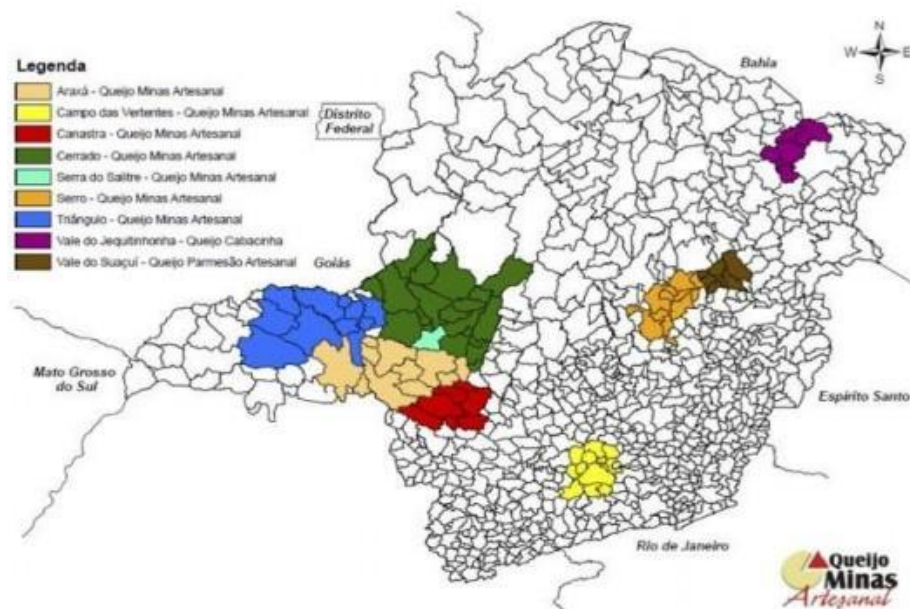 Legenda
Araxá - Queijo Minas Artesanal
Campo das Vertentes - Queijo Minas Artesanal
Canastra - Queijo Minas Artesanal
Cerrado - Queijo Minas Artesanal
Serra do Salitre - Queijo Minas Artesanal
Serro - Queijo Minas Artesanal
Triângulo - Queijo Minas Artesanal
Vale do Jequitinhonha - Queijo Cabacinha
Vale do Suaçuí - Queijo Parmesão Artesanal
Distrito
Federal
Bahia
N
W E
S
Goiás
Mato Grosso
do Sul
Espírito Santo
Rio de Janeiro
Queijo
Minas
Artesanal